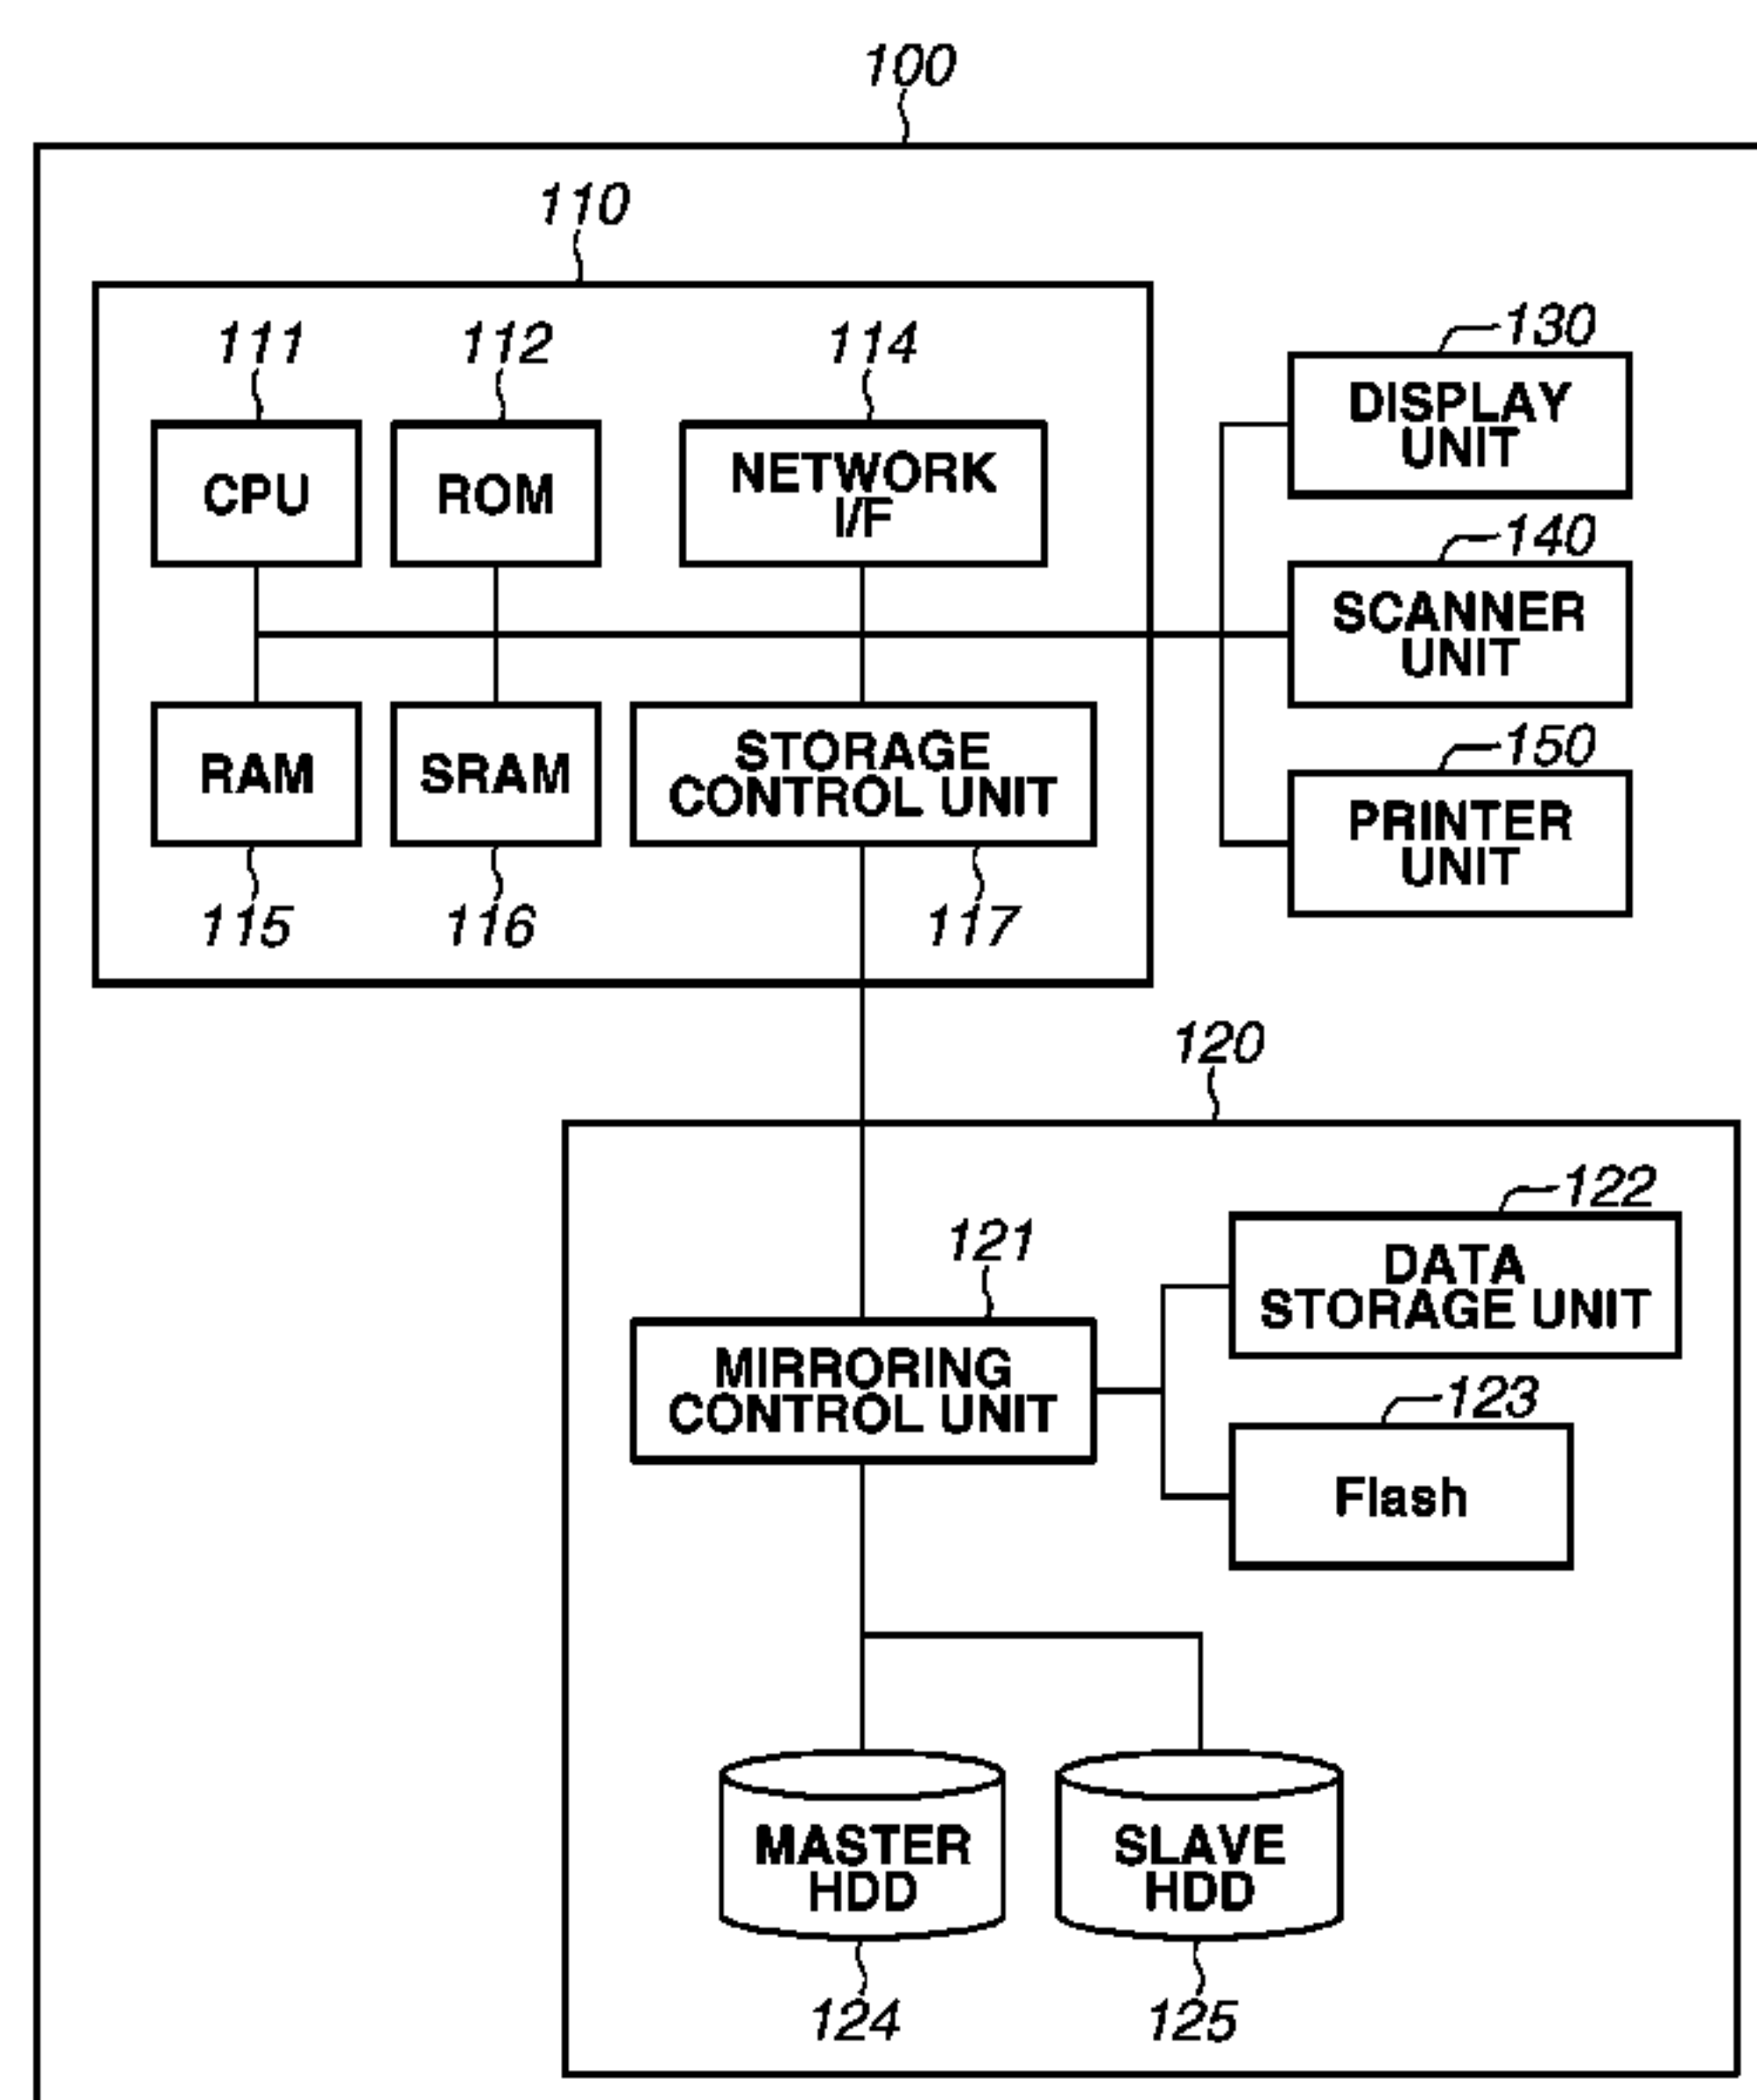 100
110
111
112
114
130
CPU
ROM
NETWORK
I/F
DISPLAY
UNIT
140
SCANNER
UNIT
RAM
SRAM
STORAGE
CONTROL UNIT
150
PRINTER
UNIT
115
116
117
120
121
122
DATA
STORAGE UNIT
MIRRORING
CONTROL UNIT
123
Flash
MASTER
HDD
SLAVE
HDD
124
125